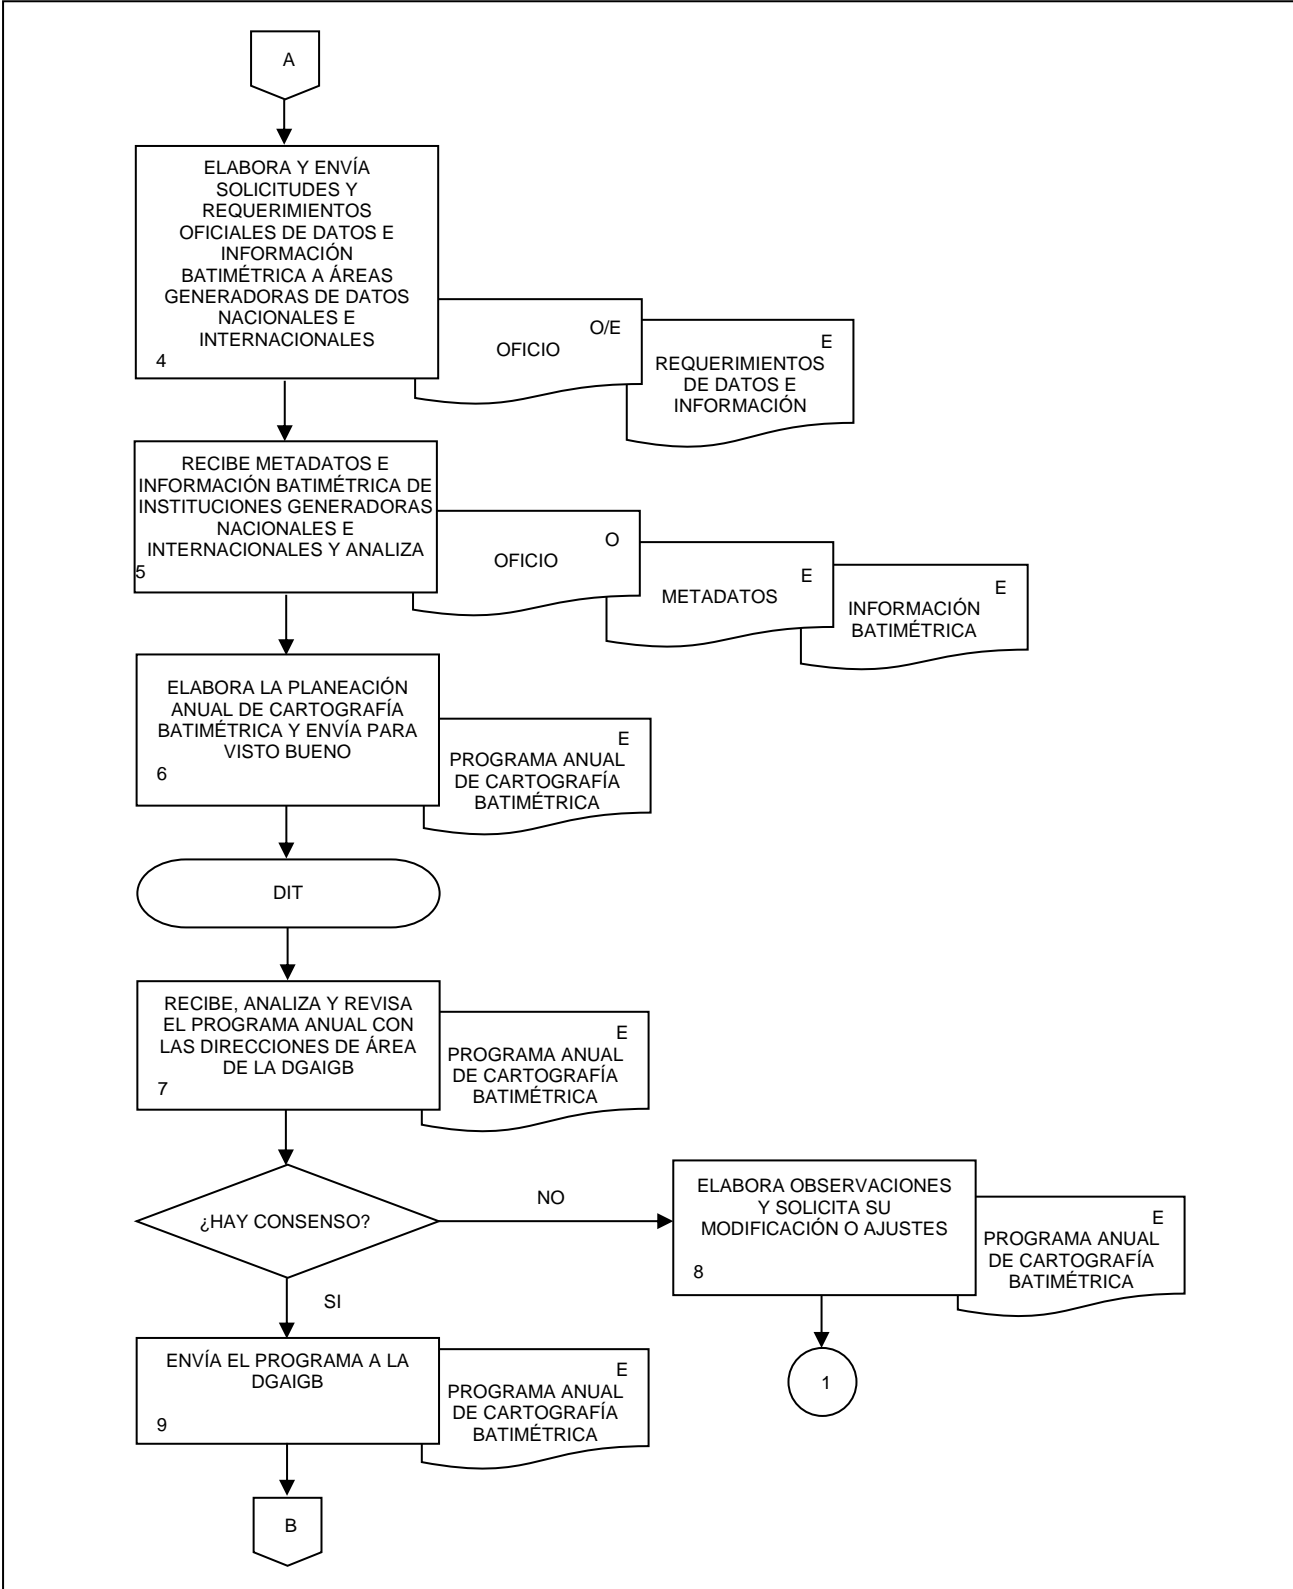 A
ELABORA Y ENVÍA
SOLICITUDES Y
REQUERIMIENTOS
OFICIALES DE DATOS E
INFORMACIÓN
BATIMÉTRICA A ÁREAS
GENERADORAS DE DATOS
NACIONALES E
INTERNACIONALES
4
O/E
OFICIO
E
REQUERIMIENTOS
DE DATOS E
INFORMACIÓN
RECIBE METADATOS E
INFORMACIÓN BATIMÉTRICA DE
INSTITUCIONES GENERADORAS
NACIONALES E
INTERNACIONALES Y ANALIZA
5
O
OFICIO
E
METADATOS
E
INFORMACIÓN
BATIMÉTRICA
ELABORA LA PLANEACIÓN
ANUAL DE CARTOGRAFÍA
BATIMÉTRICA Y ENVÍA PARA
VISTO BUENO
6
E
PROGRAMA ANUAL
DE CARTOGRAFÍA
BATIMÉTRICA
DIT
RECIBE, ANALIZA Y REVISA
EL PROGRAMA ANUAL CON
LAS DIRECCIONES DE ÁREA
DE LA DGAIGB
7
E
PROGRAMA ANUAL
DE CARTOGRAFÍA
BATIMÉTRICA
¿HAY CONSENSO?
NO
ELABORA OBSERVACIONES
Y SOLICITA SU
MODIFICACIÓN O AJUSTES
8
E
PROGRAMA ANUAL
DE CARTOGRAFÍA
BATIMÉTRICA
1
SI
ENVÍA EL PROGRAMA A LA
DGAIGB
9
E
PROGRAMA ANUAL
DE CARTOGRAFÍA
BATIMÉTRICA
B